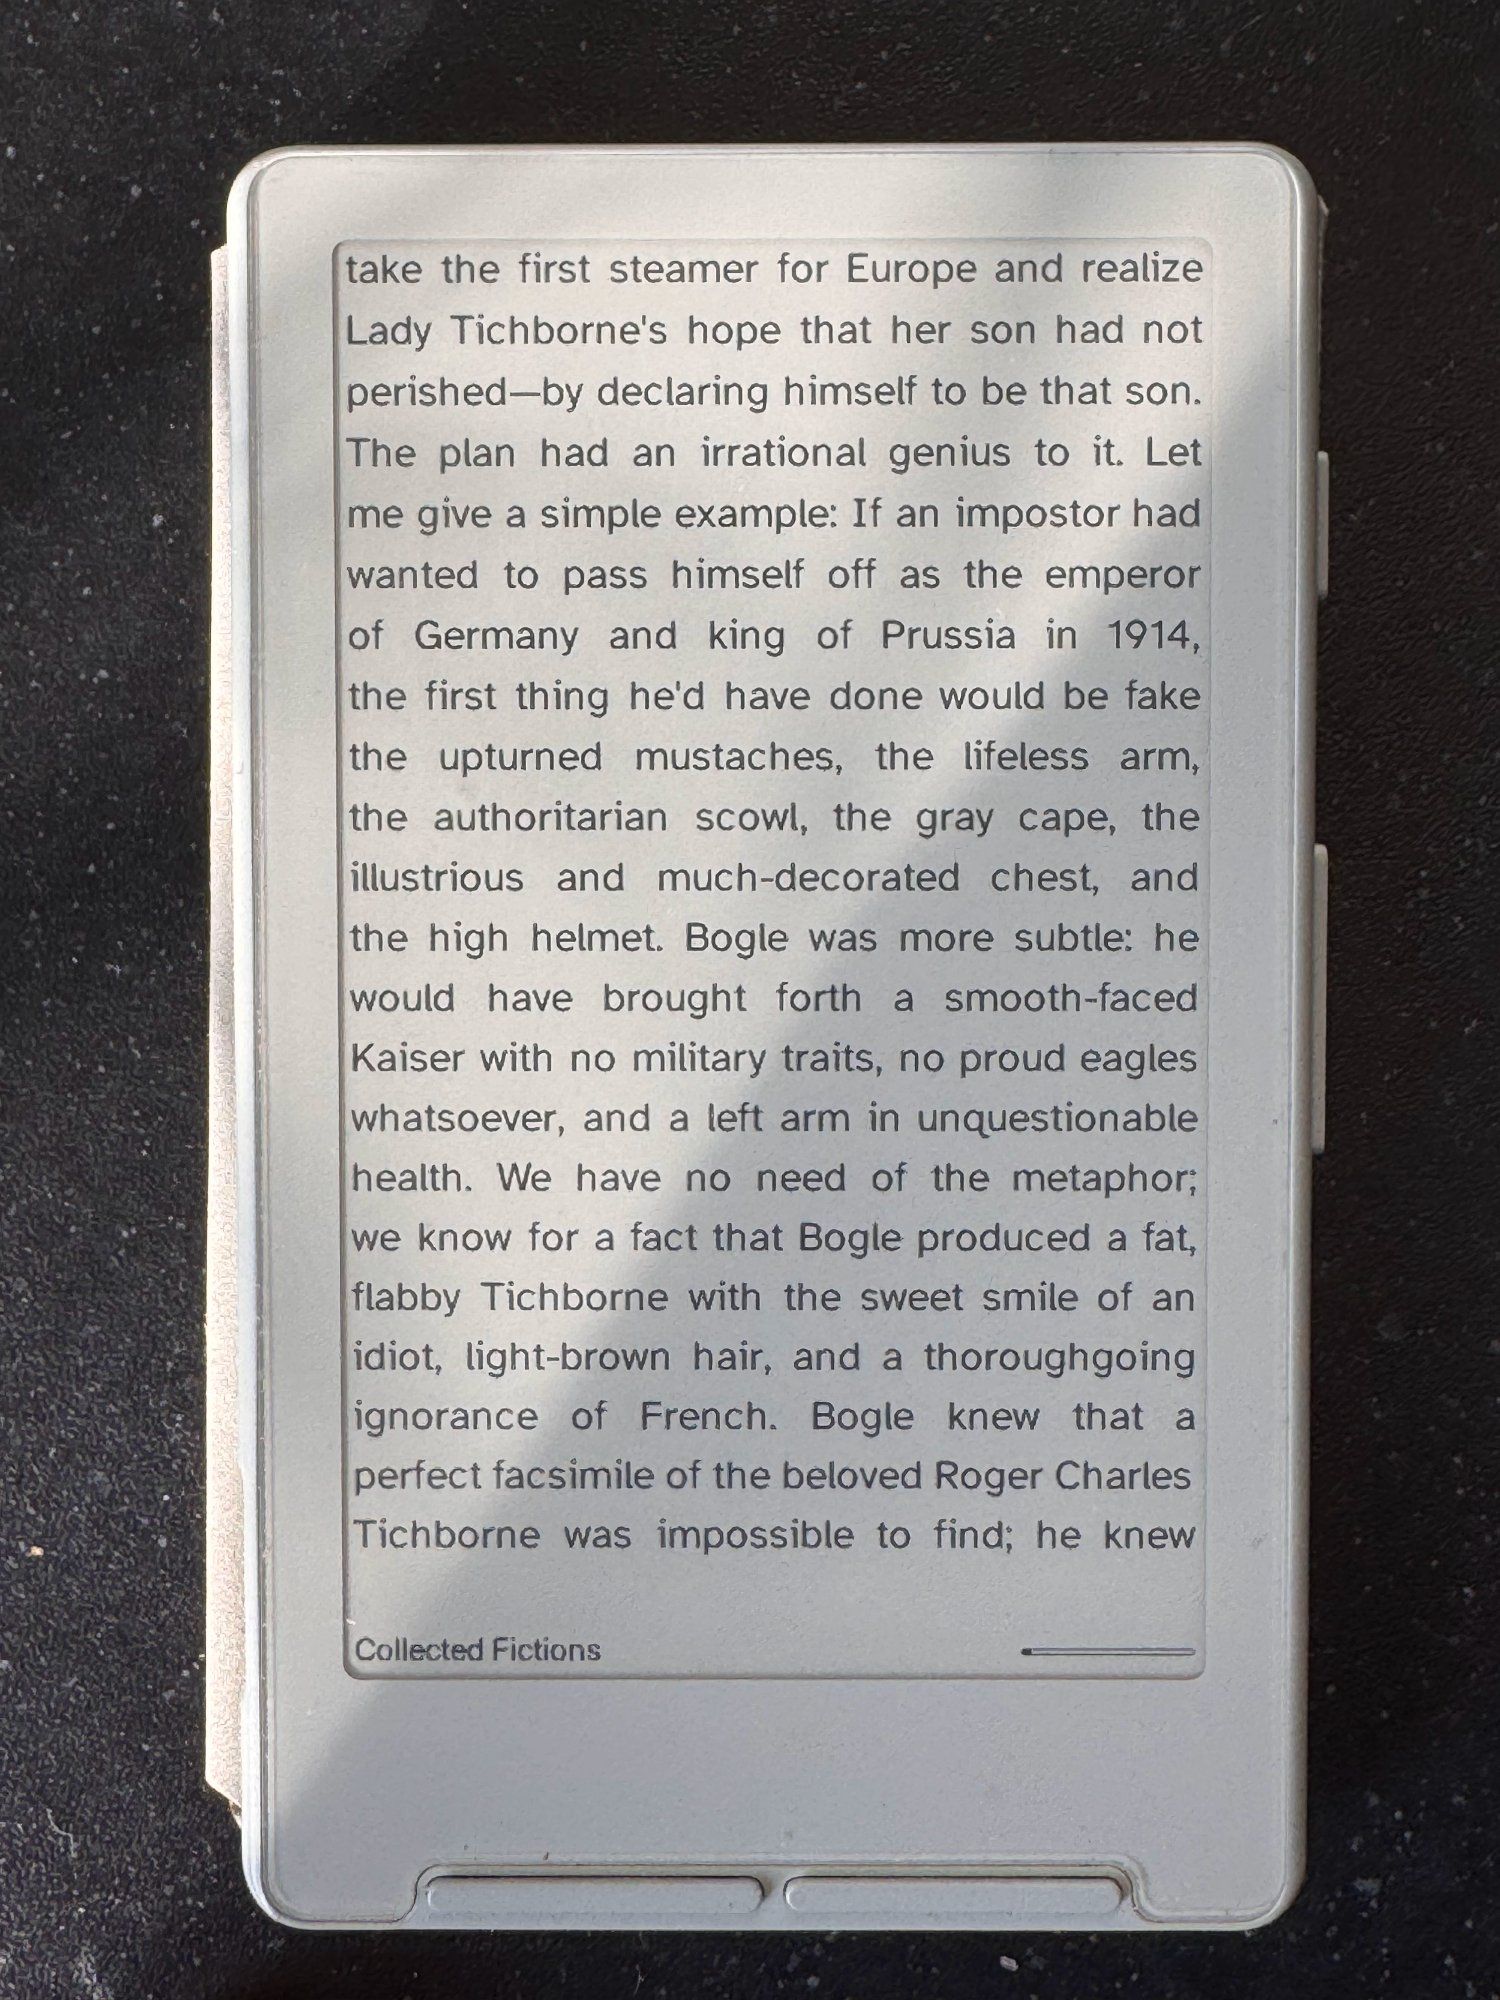 take the first steamer for Europe and realize
Lady Tichborne's hope that her son had not
perished—by declaring himself to be that son.
The plan had an irrational genius to it. Let
me give a simple example: If an impostor had
wanted to pass himself off as the emperor
of Germany and king of Prussia in 1914,
the first thing he'd have done would be fake
the upturned mustaches, the lifeless arm,
the authoritarian scowl, the gray cape, the
illustrious and much-decorated chest, and
the high helmet. Bogle was more subtle: he
would have brought forth a smooth-faced
Kaiser with no military traits, no proud eagles
whatsoever, and a left arm in unquestionable
health. We have no need of the metaphor;
we know for a fact that Bogle produced a fat,
flabby Tichborne with the sweet smile of an
idiot, light-brown hair, and a thoroughgoing
ignorance of French. Bogle knew that a
perfect facsimile of the beloved Roger Charles
Tichborne was impossible to find; he knew
Collected Fictions